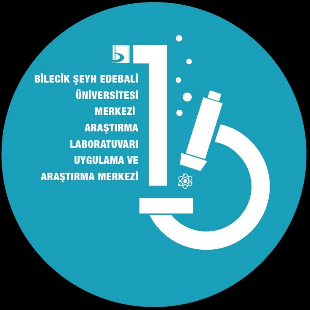 BİLECİK ŞEYH EDEBALİ
ÜNİVERSİTESİ
MERKEZİ
ARAŞTIRMA
LABORATUVARI
UYGULAMA VE
ARAŞTIRMA MERKEZİ